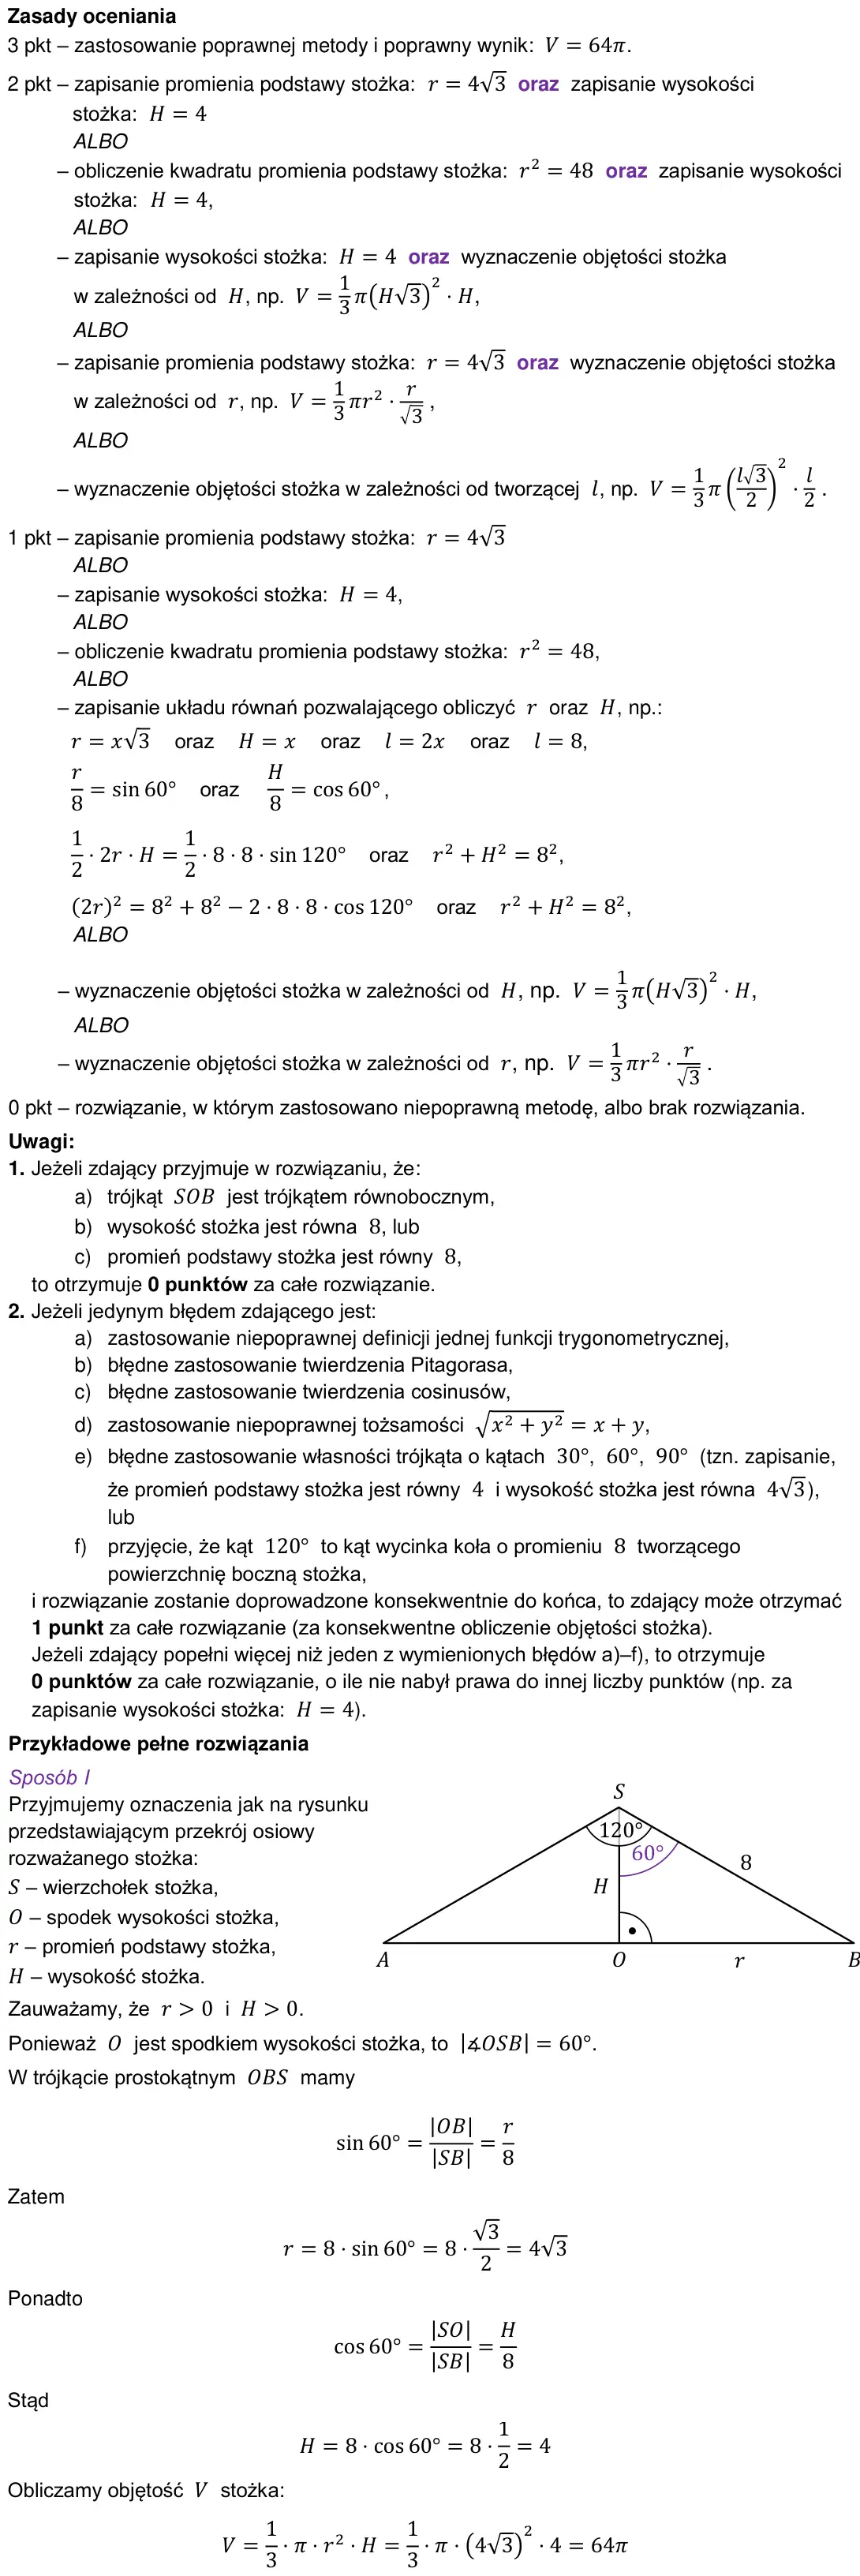 Zasady oceniania
3 pkt – zastosowanie poprawnej metody i poprawny wynik: V = 64π.
2 pkt – zapisanie promienia podstawy stożka: r = 4√3 oraz zapisanie wysokości
stożka: H = 4
ALBO
– obliczenie kwadratu promienia podstawy stożka: r² = 48 oraz zapisanie wysokości
stożka: H = 4,
ALBO
– zapisanie wysokości stożka: H = 4 oraz wyznaczenie objętości stożka
w zależności od H, np. V = 1/3 π(H√3)² · H,
ALBO
– zapisanie promienia podstawy stożka: r = 4√3 oraz wyznaczenie objętości stożka
w zależności od r, np. V = 1/3 πr² · r/√3 ,
ALBO
– wyznaczenie objętości stożka w zależności od tworzącej l, np. V = 1/3 π (l√3/2)² · l/2 .
1 pkt – zapisanie promienia podstawy stożka: r = 4√3
ALBO
– zapisanie wysokości stożka: H = 4,
ALBO
– obliczenie kwadratu promienia podstawy stożka: r² = 48,
ALBO
– zapisanie układu równań pozwalającego obliczyć r oraz H, np.:
r = x√3 oraz H = x oraz l = 2x oraz l = 8,
r/8 = sin 60° oraz H/8 = cos 60° ,
1/2 · 2r · H = 1/2 · 8 · 8 · sin 120° oraz r² + H² = 8²,
(2r)² = 8² + 8² − 2 · 8 · 8 · cos 120° oraz r² + H² = 8²,
ALBO
– wyznaczenie objętości stożka w zależności od H, np. V = 1/3 π(H√3)² · H,
ALBO
– wyznaczenie objętości stożka w zależności od r, np. V = 1/3 πr² · r/√3 .
0 pkt – rozwiązanie, w którym zastosowano niepoprawną metodę, albo brak rozwiązania.
Uwagi:
1. Jeżeli zdający przyjmuje w rozwiązaniu, że:
a) trójkąt SOB jest trójkątem równobocznym,
b) wysokość stożka jest równa 8, lub
c) promień podstawy stożka jest równy 8,
to otrzymuje 0 punktów za całe rozwiązanie.
2. Jeżeli jedynym błędem zdającego jest:
a) zastosowanie niepoprawnej definicji jednej funkcji trygonometrycznej,
b) błędne zastosowanie twierdzenia Pitagorasa,
c) błędne zastosowanie twierdzenia cosinusów,
d) zastosowanie niepoprawnej tożsamości √(x² + y²) = x + y,
e) błędne zastosowanie własności trójkąta o kątach 30°, 60°, 90° (tzn. zapisanie,
że promień podstawy stożka jest równy 4 i wysokość stożka jest równa 4√3),
lub
f) przyjęcie, że kąt 120° to kąt wycinka koła o promieniu 8 tworzącego
powierzchnię boczną stożka,
i rozwiązanie zostanie doprowadzone konsekwentnie do końca, to zdający może otrzymać
1 punkt za całe rozwiązanie (za konsekwentne obliczenie objętości stożka).
Jeżeli zdający popełni więcej niż jeden z wymienionych błędów a)–f), to otrzymuje
0 punktów za całe rozwiązanie, o ile nie nabył prawa do innej liczby punktów (np. za
zapisanie wysokości stożka: H = 4).
Przykładowe pełne rozwiązania
Sposób I
Przyjmujemy oznaczenia jak na rysunku
przedstawiającym przekrój osiowy
rozważanego stożka:
S – wierzchołek stożka,
O – spodek wysokości stożka,
r – promień podstawy stożka,
H – wysokość stożka.
S
120°
60°
8
H
A
O
r
B
Zauważamy, że r > 0 i H > 0.
Ponieważ O jest spodkiem wysokości stożka, to |∡OSB| = 60°.
W trójkącie prostokątnym OBS mamy
sin 60° = |OB|/|SB| = r/8
Zatem
r = 8 · sin 60° = 8 · √3/2 = 4√3
Ponadto
cos 60° = |SO|/|SB| = H/8
Stąd
H = 8 · cos 60° = 8 · 1/2 = 4
Obliczamy objętość V stożka:
V = 1/3 · π · r² · H = 1/3 · π · (4√3)² · 4 = 64π